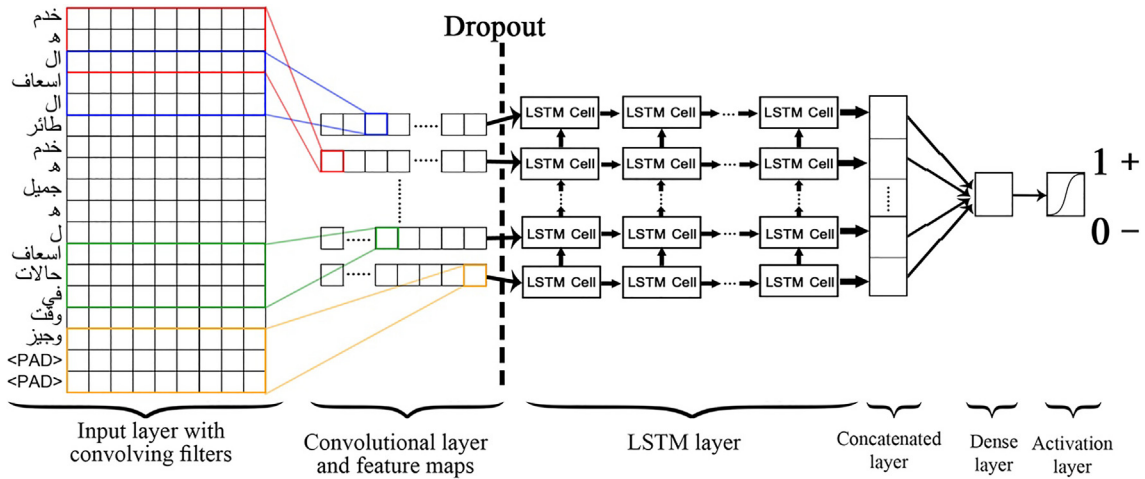 خدم
ه
ال
اسعاف
ال
طائر
خدم
ه
جميل
ه
ل
اسعاف
حالات
في
وقت
وجيز
<PAD>
<PAD>
Dropout
LSTM Cell LSTM Cell LSTM Cell
LSTM Cell LSTM Cell LSTM Cell
LSTM Cell LSTM Cell LSTM Cell
LSTM Cell LSTM Cell LSTM Cell
1 +
0 −
Input layer with
convolving filters
Convolutional layer
and feature maps
LSTM layer
Concatenated
layer
Dense
layer
Activation
layer